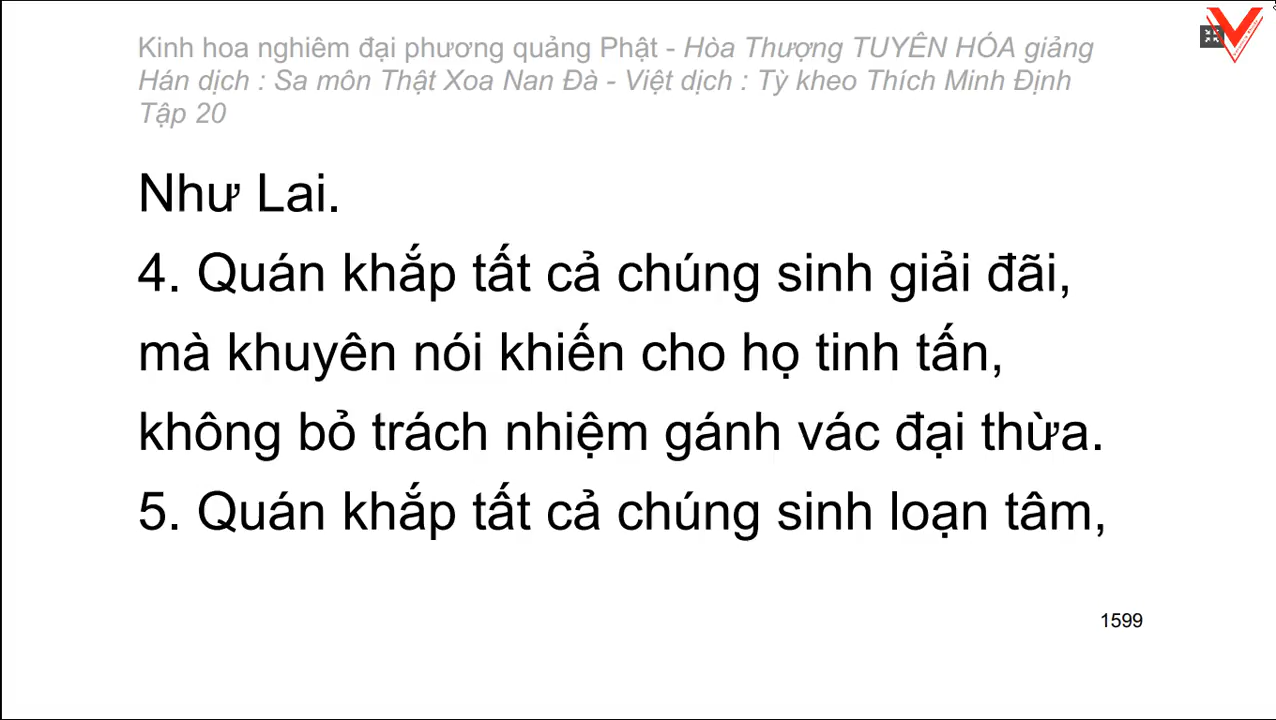 Kinh hoa nghiêm đại phương quảng Phật - Hòa Thượng TUYÊN HÓA giảng
Hán dịch : Sa môn Thật Xoa Nan Đà - Việt dịch : Tỳ kheo Thích Minh Định
Tập 20
Như Lai.
4. Quán khắp tất cả chúng sinh giải đãi,
mà khuyên nói khiến cho họ tinh tấn,
không bỏ trách nhiệm gánh vác đại thừa.
5. Quán khắp tất cả chúng sinh loạn tâm,
1599